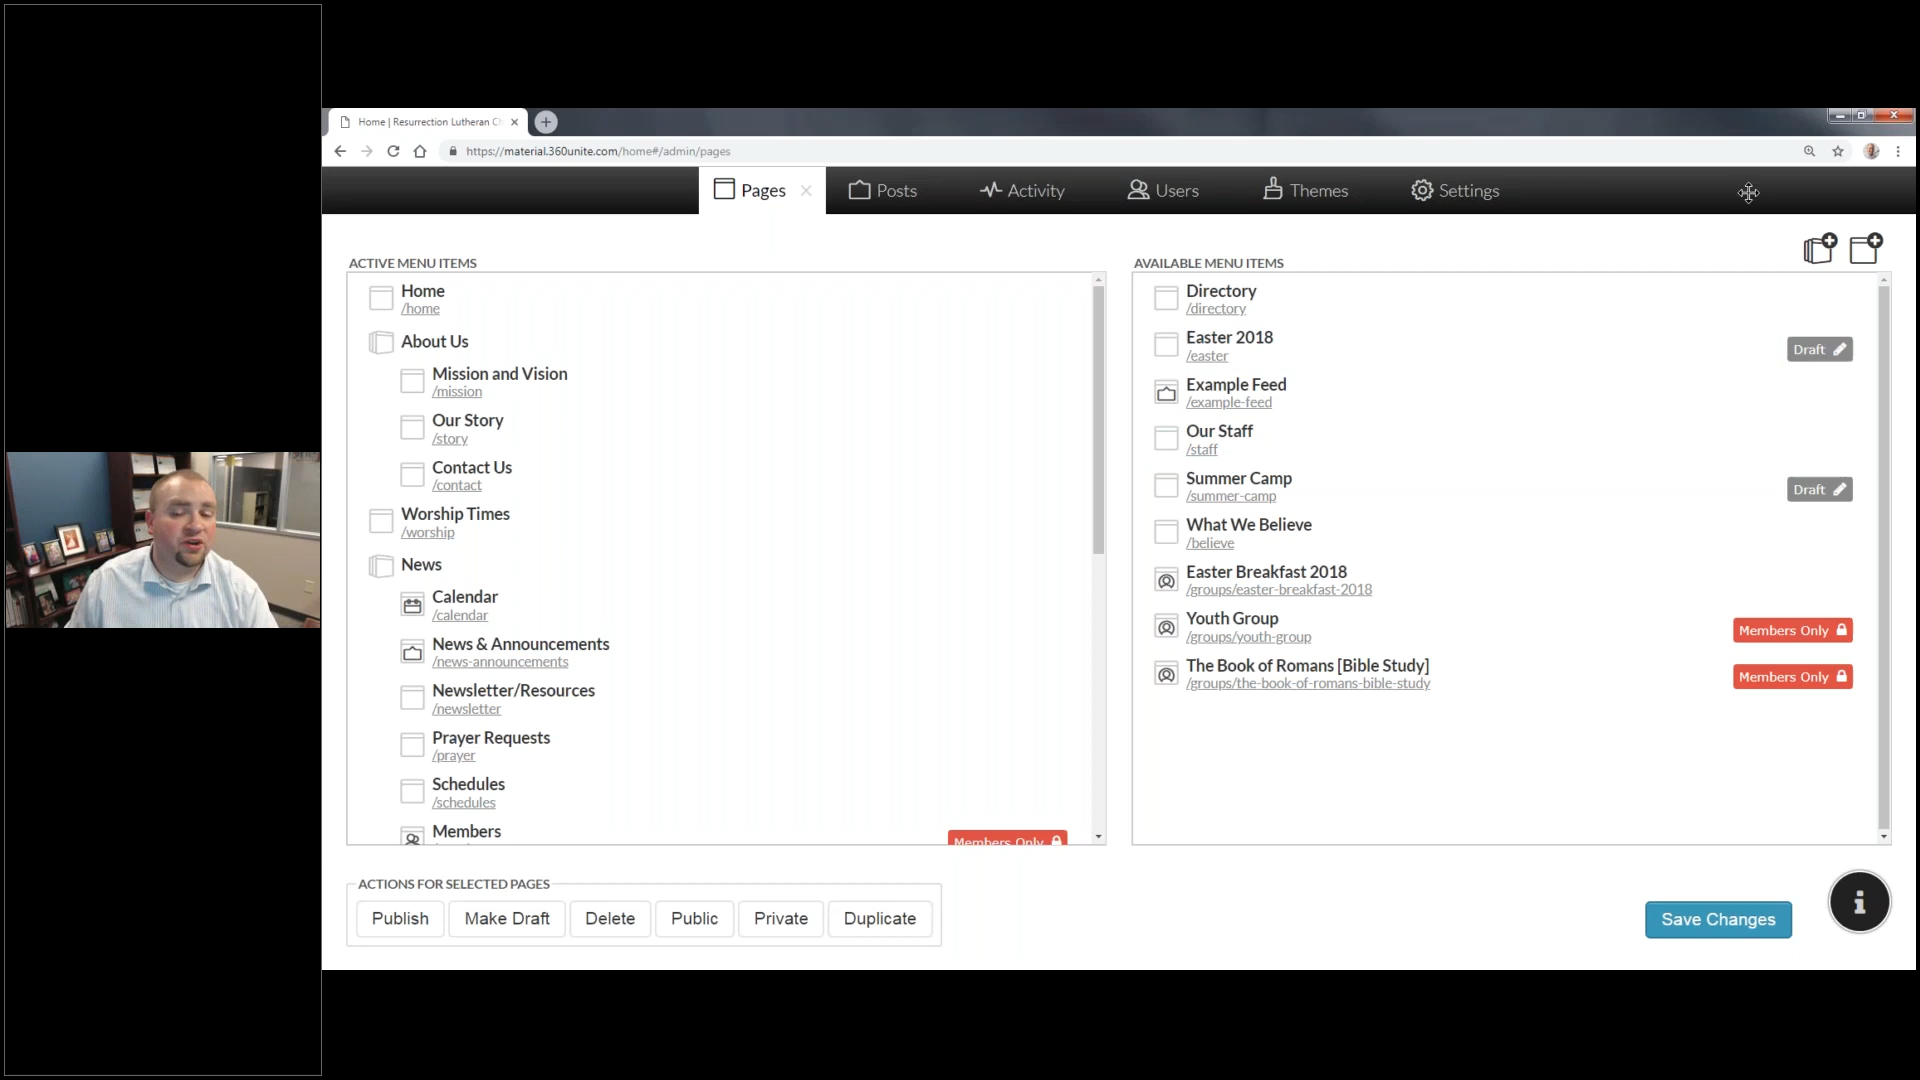 Home | Resurrection Lutheran C
https://material.360unite.com/home#/admin/pages
Pages
Posts
Activity
Users
Themes
Settings
ACTIVE MENU ITEMS
Home
/home
About Us
Mission and Vision
/mission
Our Story
/story
Contact Us
/contact
Worship Times
/worship
News
Calendar
/calendar
News & Announcements
/news-announcements
Newsletter/Resources
/newsletter
Prayer Requests
/prayer
Schedules
/schedules
Members
Members Only
AVAILABLE MENU ITEMS
Directory
/directory
Easter 2018
/easter
Draft
Example Feed
/example-feed
Our Staff
/staff
Summer Camp
/summer-camp
Draft
What We Believe
/believe
Easter Breakfast 2018
/groups/easter-breakfast-2018
Youth Group
/groups/youth-group
Members Only
The Book of Romans [Bible Study]
/groups/the-book-of-romans-bible-study
Members Only
ACTIONS FOR SELECTED PAGES
Publish
Make Draft
Delete
Public
Private
Duplicate
Save Changes